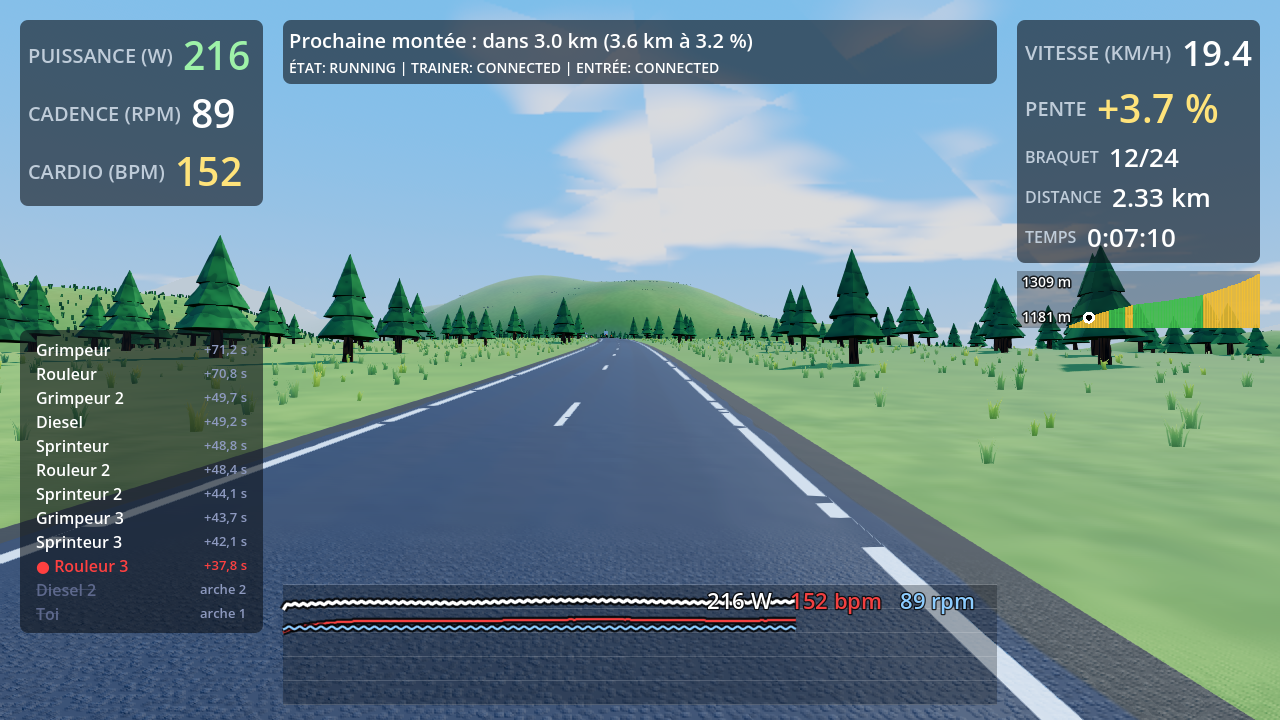 PUISSANCE (W) 216
CADENCE (RPM) 89
CARDIO (BPM) 152
Prochaine montée : dans 3.0 km (3.6 km à 3.2 %)
ÉTAT: RUNNING | TRAINER: CONNECTED | ENTRÉE: CONNECTED
VITESSE (KM/H) 19.4
PENTE +3.7 %
BRAQUET 12/24
DISTANCE 2.33 km
TEMPS 0:07:10
1309 m
1181 m
Grimpeur +71,2 s
Rouleur +70,8 s
Grimpeur 2 +49,7 s
Diesel +49,2 s
Sprinteur +48,8 s
Rouleur 2 +48,4 s
Sprinteur 2 +44,1 s
Grimpeur 3 +43,7 s
Sprinteur 3 +42,1 s
Rouleur 3 +37,8 s
Diesel 2 arche 2
Toi arche 1
216 W 152 bpm 89 rpm